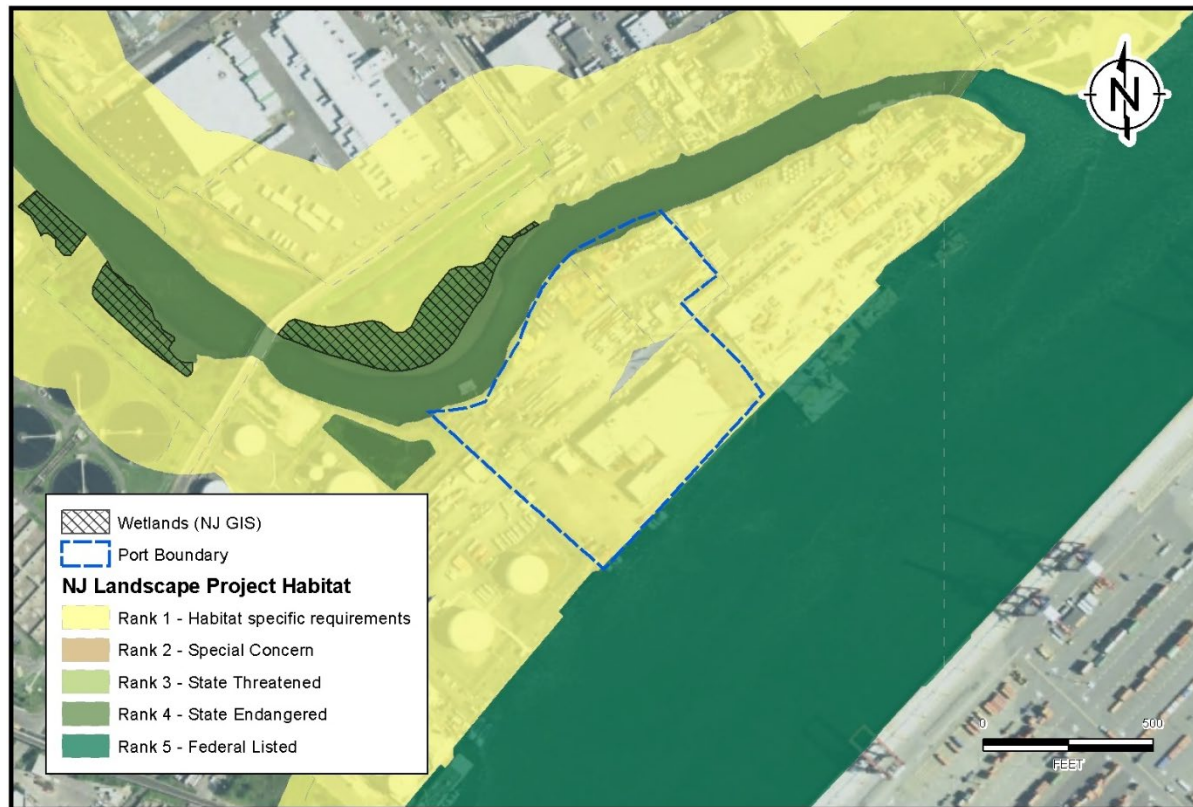 N
Wetlands (NJ GIS)
Port Boundary
NJ Landscape Project Habitat
Rank 1 - Habitat specific requirements
Rank 2 - Special Concern
Rank 3 - State Threatened
Rank 4 - State Endangered
Rank 5 - Federal Listed
0 500
FEET